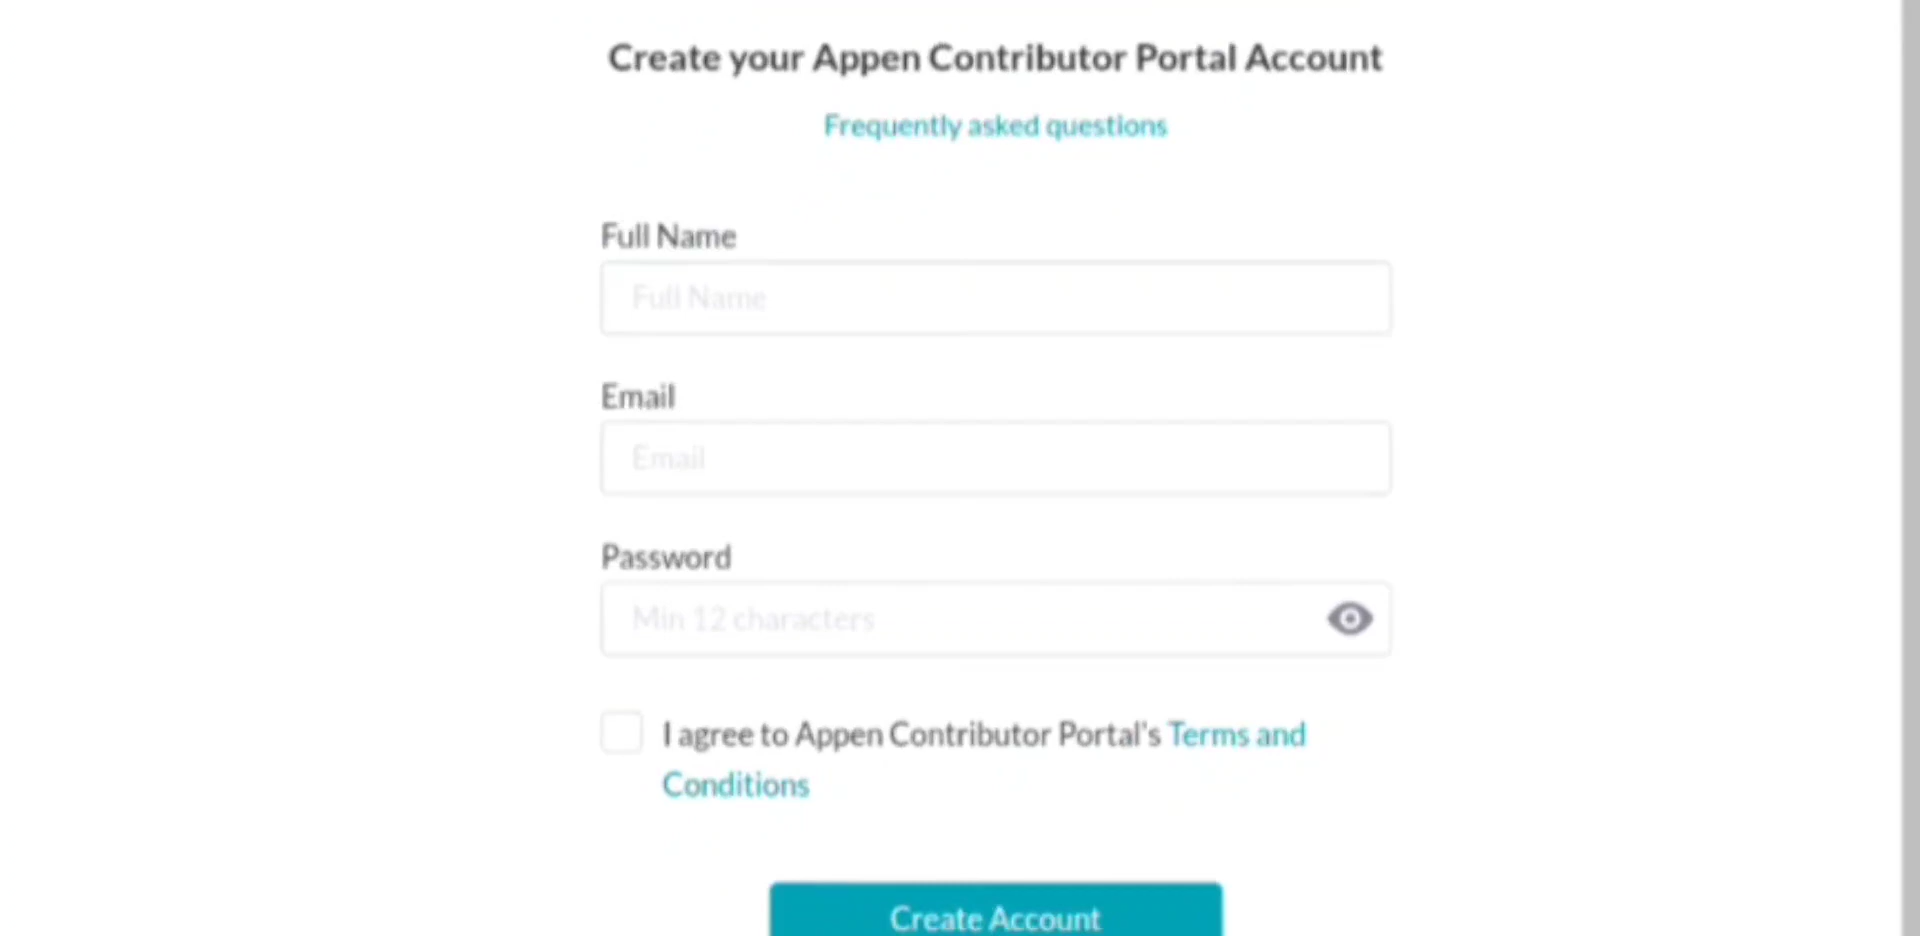 Create your Appen Contributor Portal Account
Frequently asked questions
Full Name
Full Name
Email
Email
Password
Min 12 characters
I agree to Appen Contributor Portal's Terms and
Conditions
Create Account